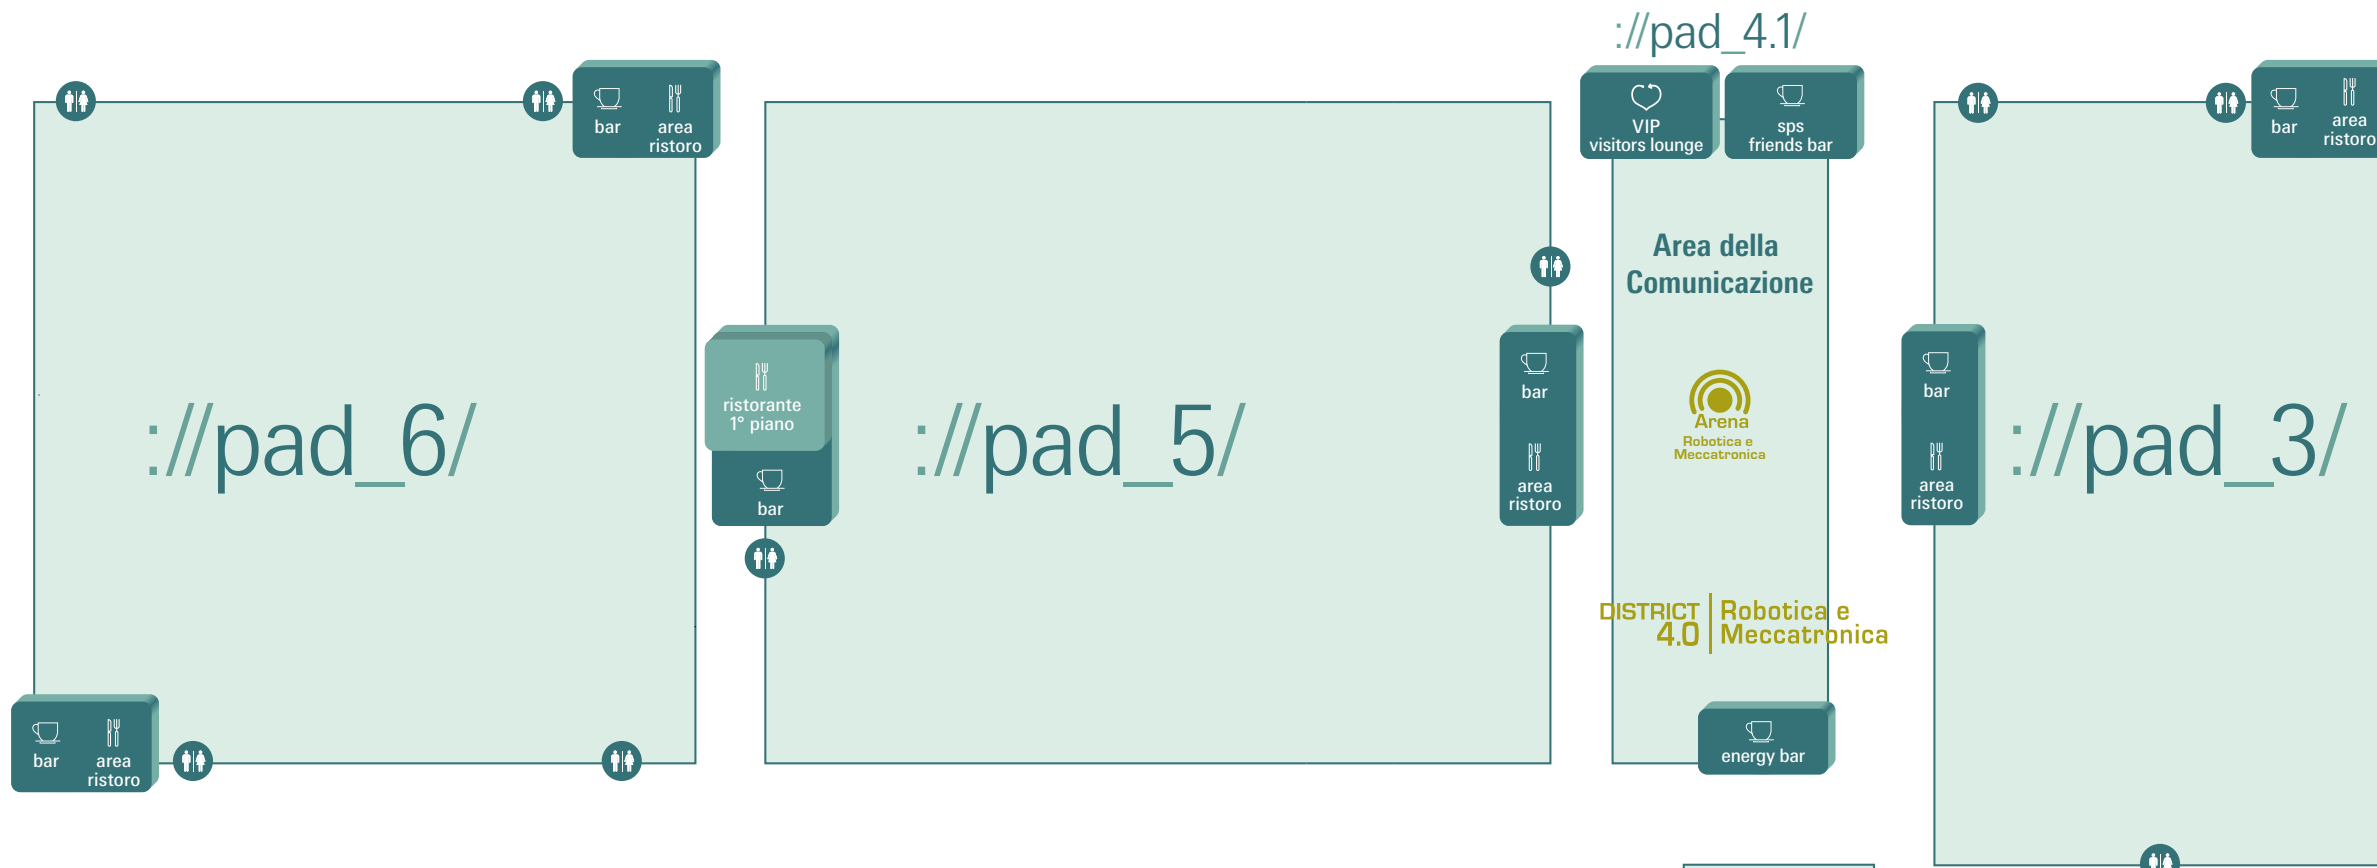 ://pad_4.1/
bar
area
ristoro
VIP
visitors lounge
sps
friends bar
bar
area
ristoro
Area della
Comunicazione
ristorante
1° piano
bar
bar
area
ristoro
Arena
Robotica e
Meccatronica
bar
area
ristoro
://pad_6/
://pad_5/
://pad_3/
DISTRICT
4.0
Robotica e
Meccatronica
bar
area
ristoro
energy bar